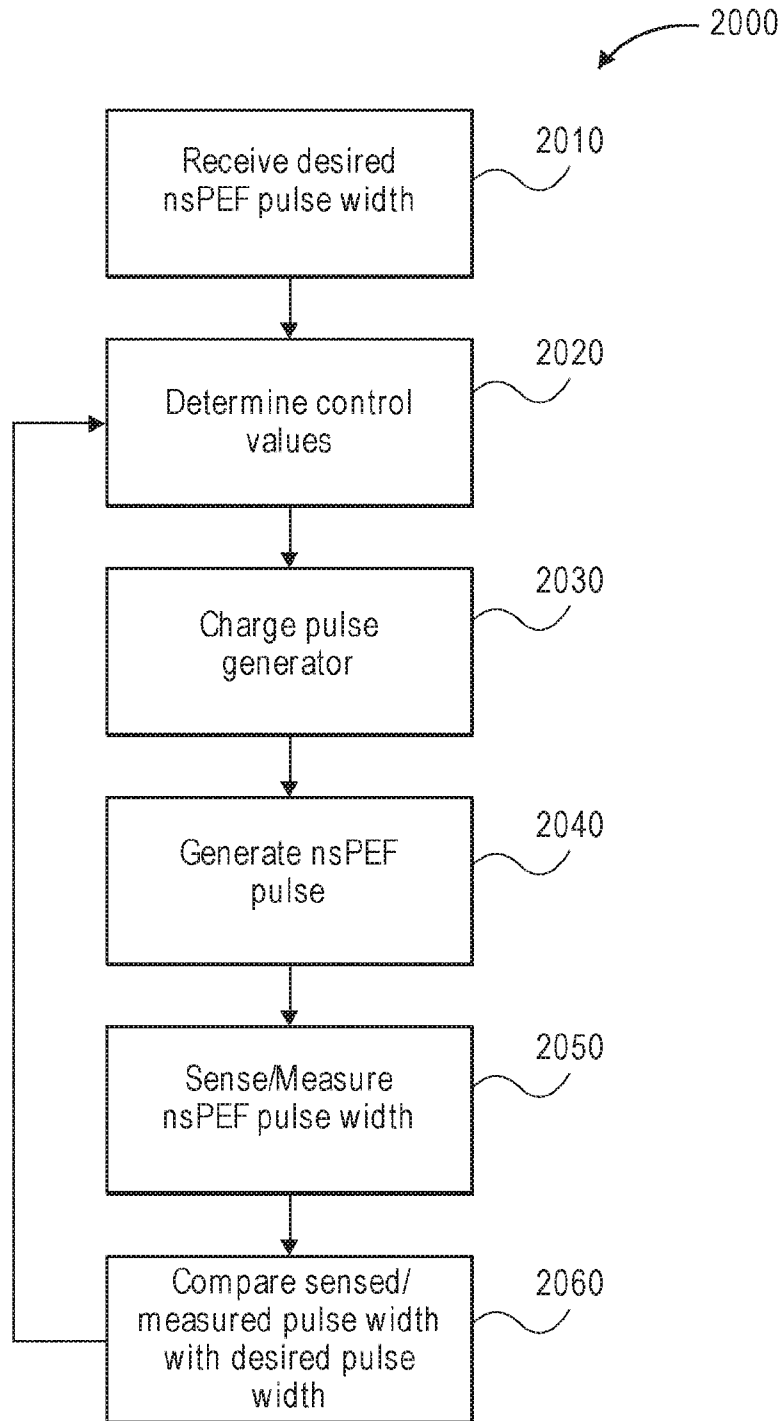 2000
Receive desired
nsPEF pulse width
2010
Determine control
values
2020
Charge pulse
generator
2030
Generate nsPEF
pulse
2040
Sense/Measure
nsPEF pulse width
2050
Compare sensed/
measured pulse width
with desired pulse
width
2060